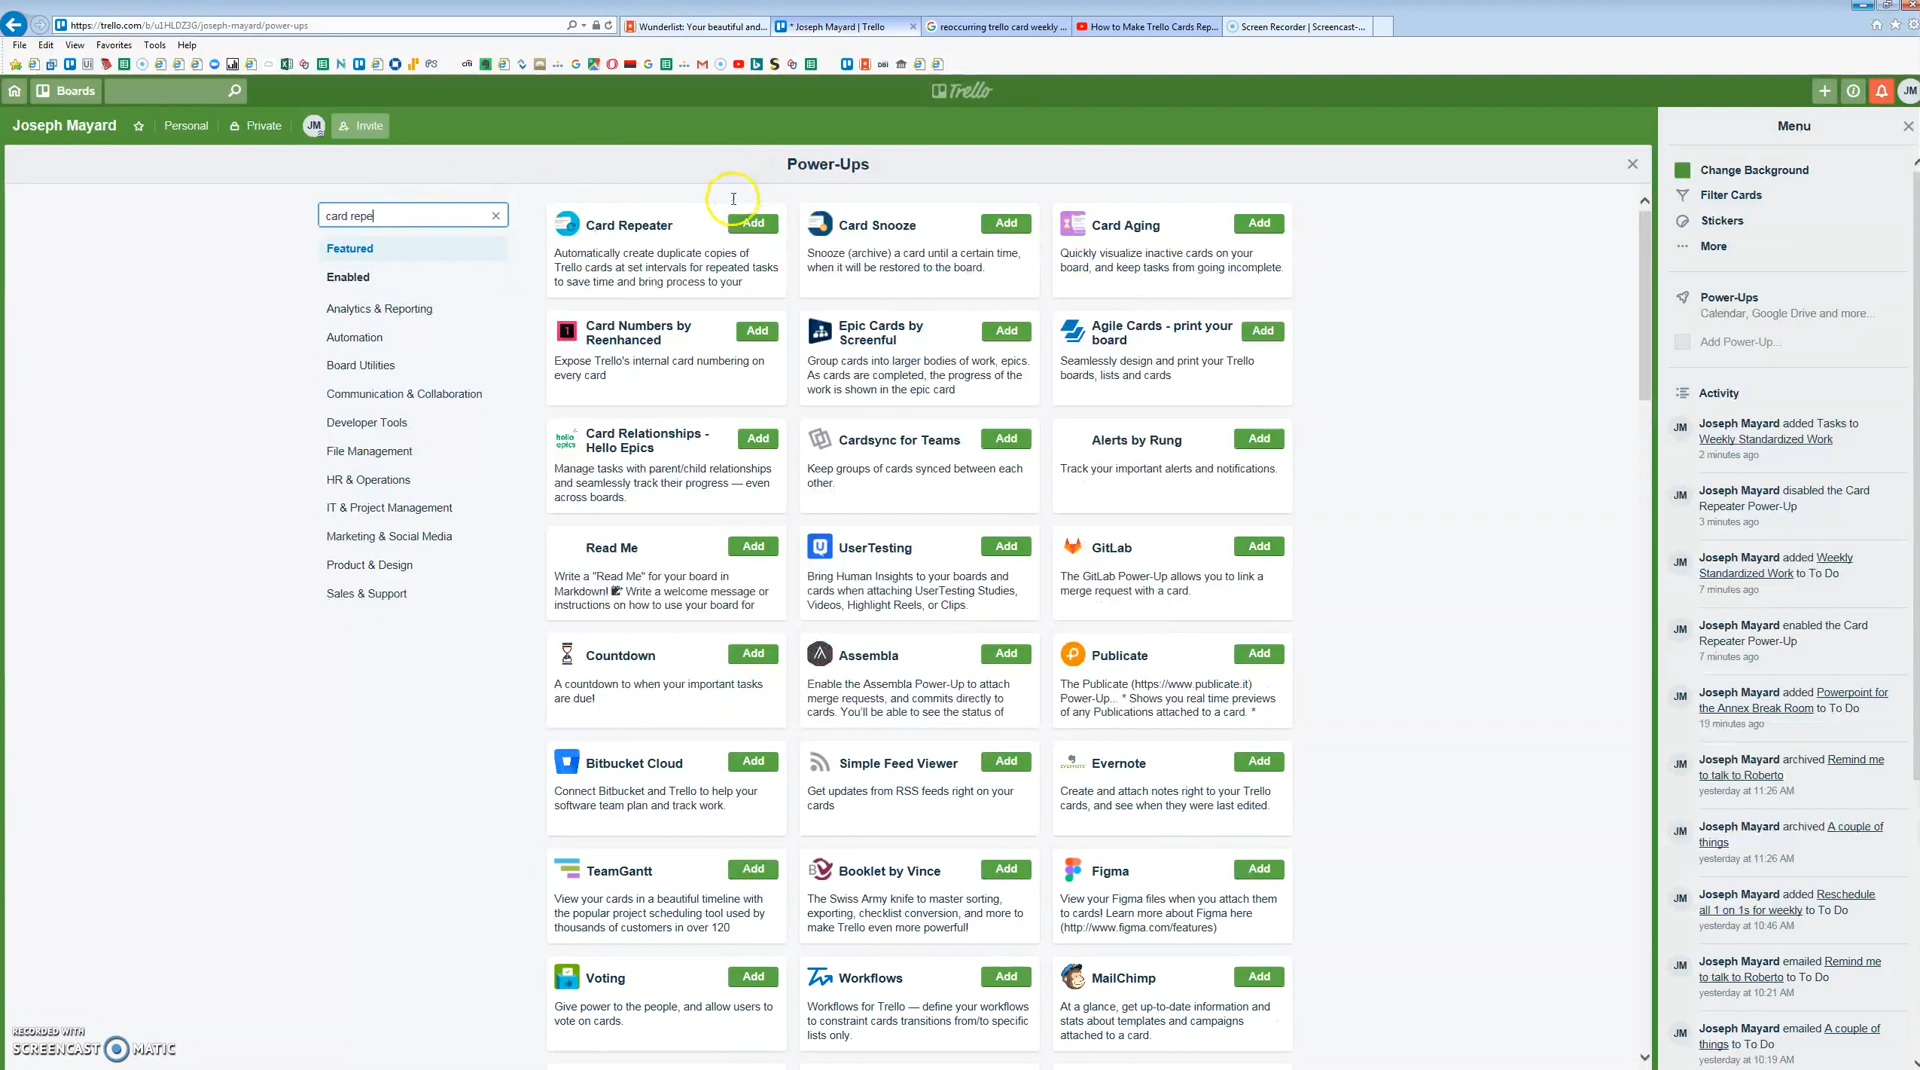 https://trello.com/b/u1HLDZ3G/joseph-mayard/power-ups
Wunderlist: Your beautiful and...
* Joseph Mayard | Trello
reoccurring trello card weekly ...
How to Make Trello Cards Rep...
Screen Recorder | Screencast-...
File Edit View Favorites Tools Help
Boards
Trello
JM
Joseph Mayard
Personal
Private
JM
Invite
Power-Ups
card repe
Featured
Enabled
Analytics & Reporting
Automation
Board Utilities
Communication & Collaboration
Developer Tools
File Management
HR & Operations
IT & Project Management
Marketing & Social Media
Product & Design
Sales & Support
Card Repeater
Add
Automatically create duplicate copies of
Trello cards at set intervals for repeated tasks
to save time and bring process to your
Card Snooze
Add
Snooze (archive) a card until a certain time,
when it will be restored to the board.
Card Aging
Add
Quickly visualize inactive cards on your
board, and keep tasks from going incomplete.
Card Numbers by
Reenhanced
Add
Expose Trello's internal card numbering on
every card
Epic Cards by
Screenful
Add
Group cards into larger bodies of work, epics.
As cards are completed, the progress of the
work is shown in the epic card
Agile Cards - print your
board
Add
Seamlessly design and print your Trello
boards, lists and cards
hello
epics
Card Relationships -
Hello Epics
Add
Manage tasks with parent/child relationships
and seamlessly track their progress — even
across boards.
Cardsync for Teams
Add
Keep groups of cards synced between each
other.
Alerts by Rung
Add
Track your important alerts and notifications.
Read Me
Add
Write a "Read Me" for your board in
Markdown! Write a welcome message or
instructions on how to use your board for
UserTesting
Add
Bring Human Insights to your boards and
cards when attaching UserTesting Studies,
Videos, Highlight Reels, or Clips.
GitLab
Add
The GitLab Power-Up allows you to link a
merge request with a card.
Countdown
Add
A countdown to when your important tasks
are due!
Assembla
Add
Enable the Assembla Power-Up to attach
merge requests, and commits directly to
cards. You'll be able to see the status of
Publicate
Add
The Publicate (https://www.publicate.it)
Power-Up... * Shows you real time previews
of any Publications attached to a card. *
Bitbucket Cloud
Add
Connect Bitbucket and Trello to help your
software team plan and track work.
Simple Feed Viewer
Add
Get updates from RSS feeds right on your
cards
EVERNOTE
Evernote
Add
Create and attach notes right to your Trello
cards, and see when they were last edited.
TeamGantt
Add
View your cards in a beautiful timeline with
the popular project scheduling tool used by
thousands of customers in over 120
Booklet by Vince
Add
The Swiss Army knife to master sorting,
exporting, checklist conversion, and more to
make Trello even more powerful!
Figma
Add
View your Figma files when you attach them
to cards! Learn more about Figma here
(http://www.figma.com/features)
Voting
Add
Give power to the people, and allow users to
vote on cards.
Workflows
Add
Workflows for Trello — define your workflows
to constraint cards transitions from/to specific
lists only.
MailChimp
Add
At a glance, get up-to-date information and
stats about templates and campaigns
attached to a card.
Menu
Change Background
Filter Cards
Stickers
More
Power-Ups
Calendar, Google Drive and more...
Add Power-Up...
Activity
JM
Joseph Mayard added Tasks to
Weekly Standardized Work
2 minutes ago
JM
Joseph Mayard disabled the Card
Repeater Power-Up
3 minutes ago
JM
Joseph Mayard added Weekly
Standardized Work to To Do
7 minutes ago
JM
Joseph Mayard enabled the Card
Repeater Power-Up
7 minutes ago
JM
Joseph Mayard added Powerpoint for
the Annex Break Room to To Do
19 minutes ago
JM
Joseph Mayard archived Remind me
to talk to Roberto
yesterday at 11:26 AM
JM
Joseph Mayard archived A couple of
things
yesterday at 11:26 AM
JM
Joseph Mayard added Reschedule
all 1 on 1s for weekly to To Do
yesterday at 10:46 AM
JM
Joseph Mayard emailed Remind me
to talk to Roberto to To Do
yesterday at 10:21 AM
JM
Joseph Mayard emailed A couple of
things to To Do
yesterday at 10:19 AM
RECORDED WITH
SCREENCAST MATIC